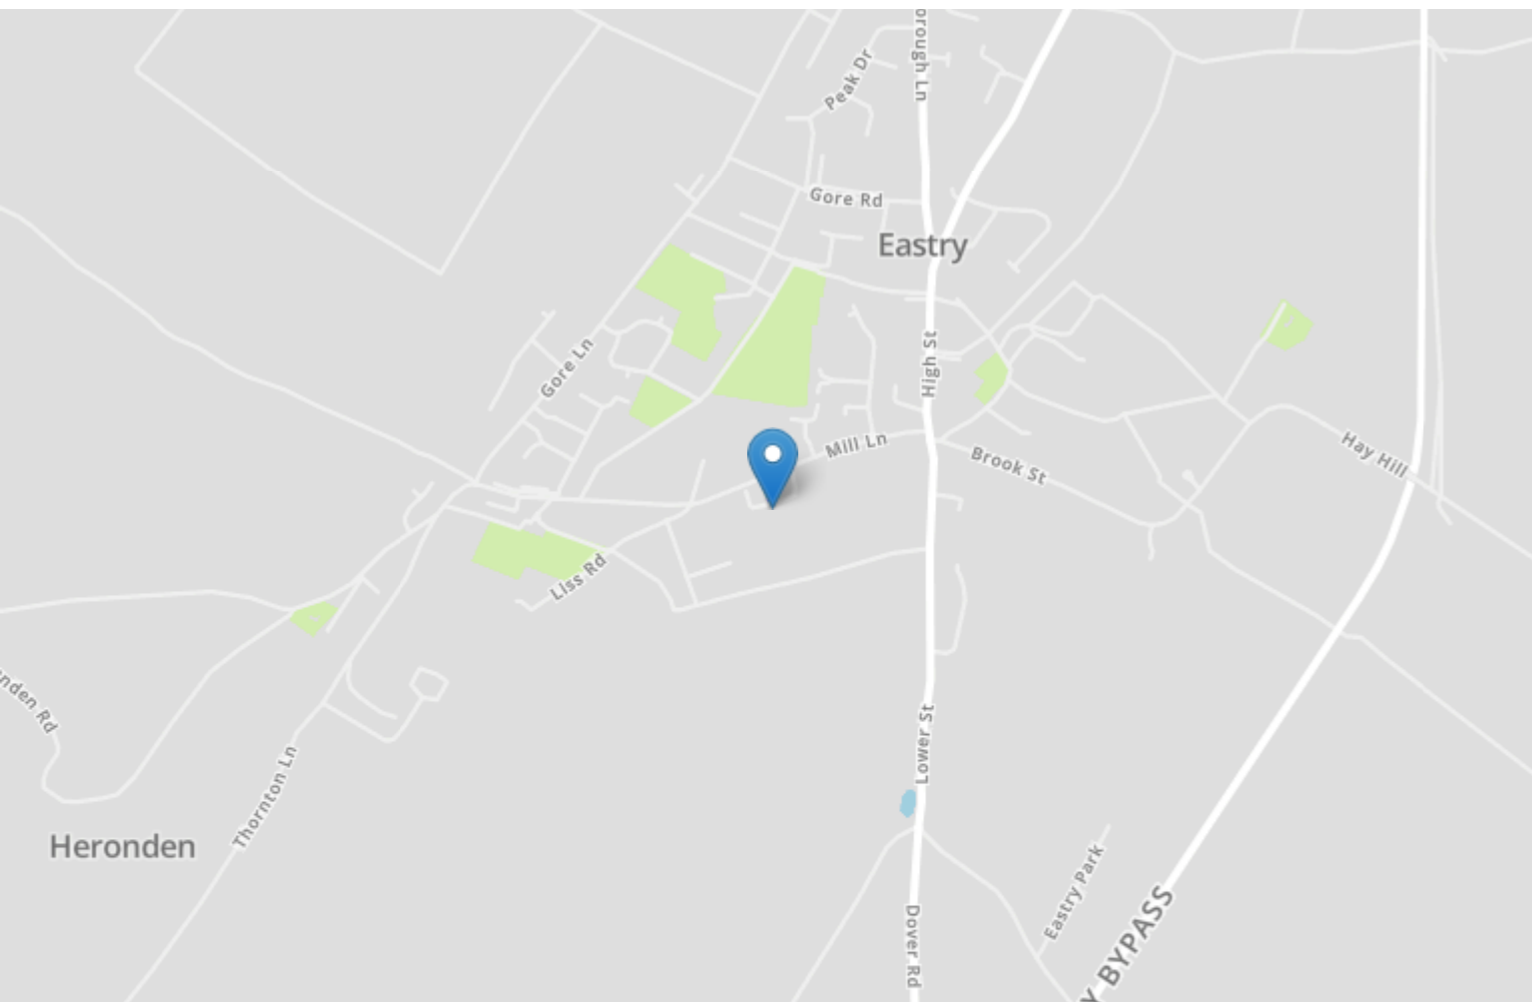 orough Ln
Peak Dr
Gore Rd
Eastry
High St
Gore Ln
Mill Ln
Brook St
Hay Hill
Liss Rd
nden Rd
Lower St
Thornton Ln
Heronden
Eastry Park
Dover Rd
Y BYPASS